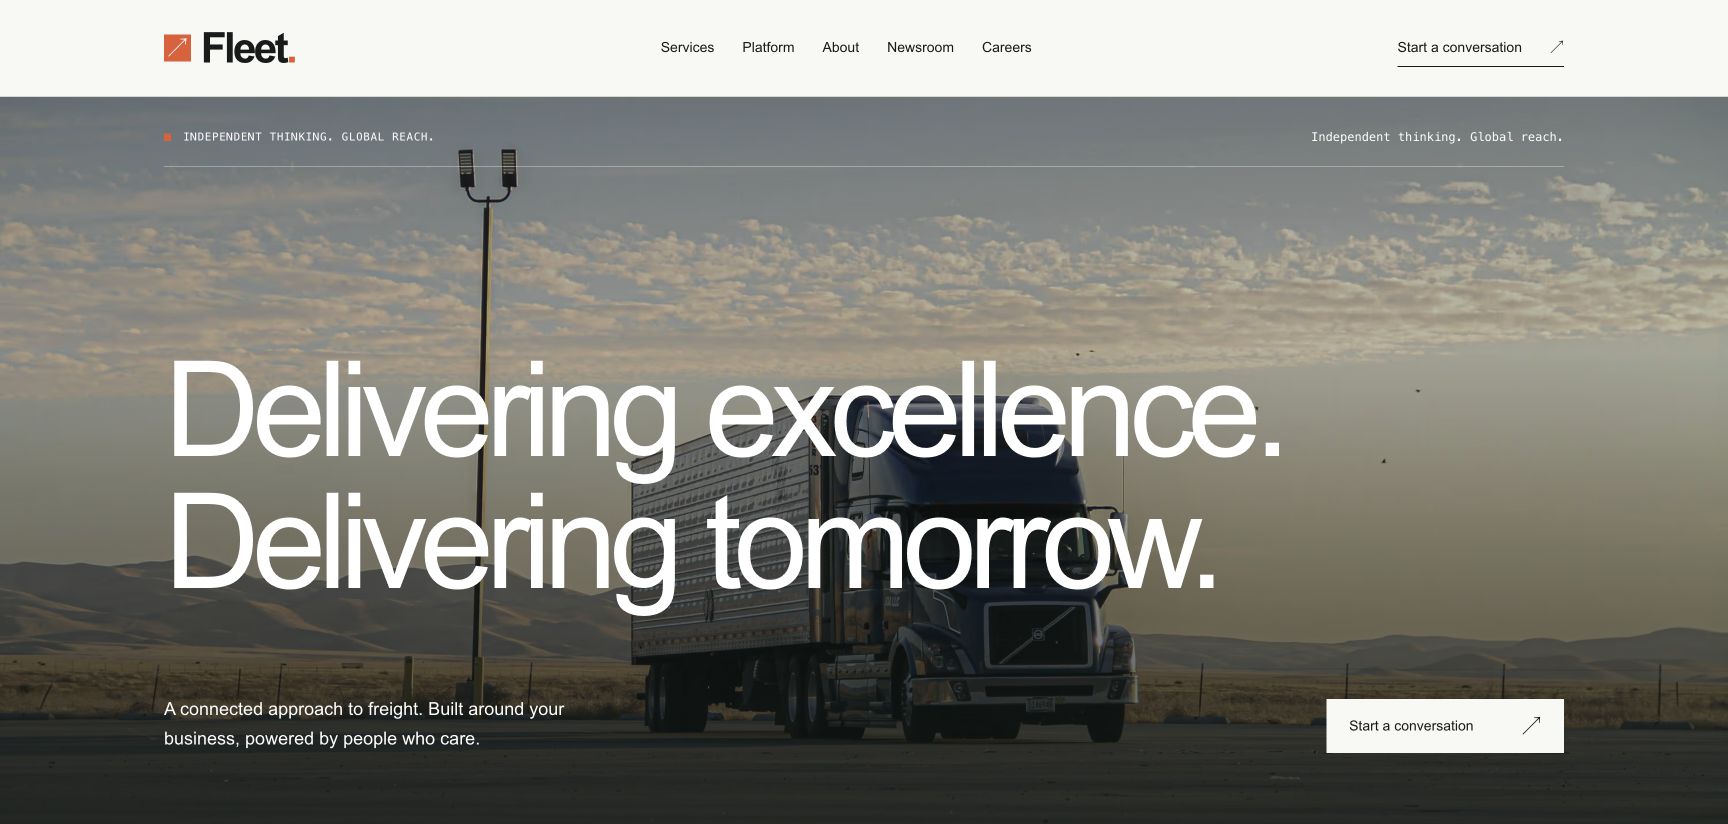 Fleet.
Services
Platform
About
Newsroom
Careers
Start a conversation
INDEPENDENT THINKING. GLOBAL REACH.
Independent thinking. Global reach.
Delivering excellence.
Delivering tomorrow.
53'
A connected approach to freight. Built around your
business, powered by people who care.
Start a conversation